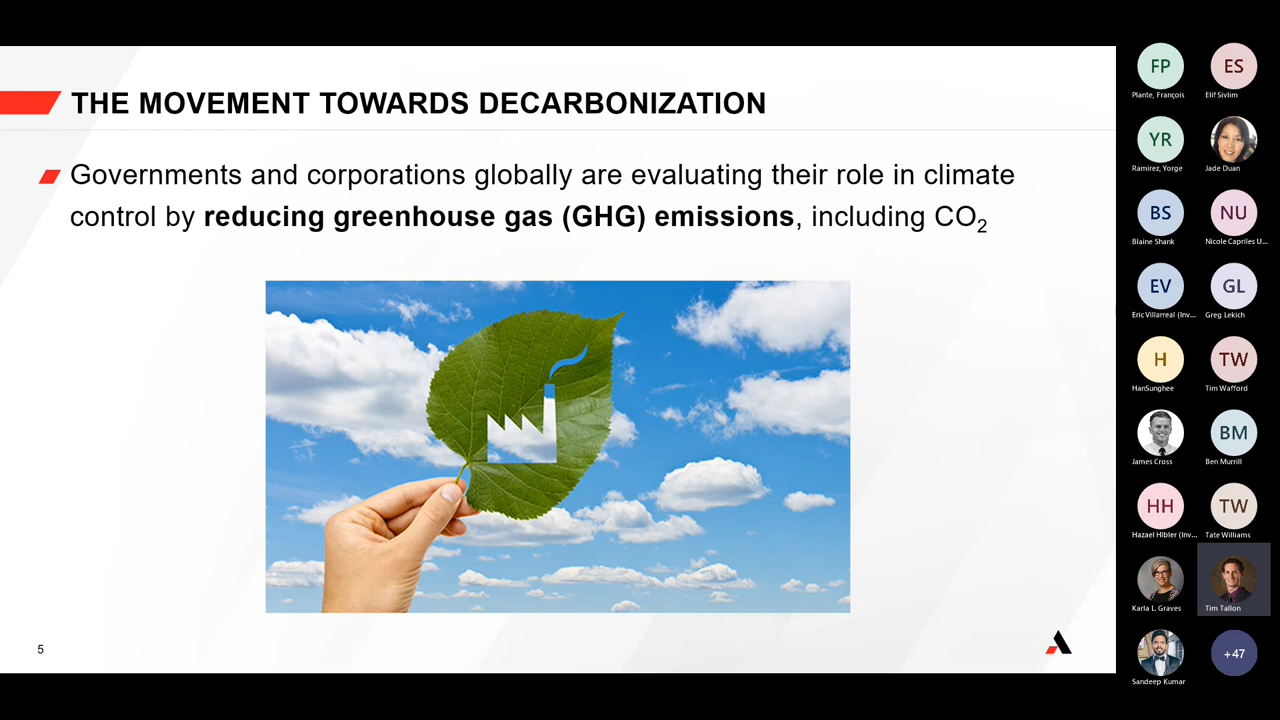 THE MOVEMENT TOWARDS DECARBONIZATION
Governments and corporations globally are evaluating their role in climate
control by reducing greenhouse gas (GHG) emissions, including CO₂
5
FP
Plante, François
ES
Elif Sivlim
YR
Ramirez, Yorge
Jade Duan
BS
Blaine Shank
NU
Nicole Capriles U...
EV
Eric Villarreal (Inv...
GL
Greg Lekich
H
HanSunghee
TW
Tim Wafford
James Cross
BM
Ben Murrill
HH
Hazael Hibler (Inv...
TW
Tate Williams
Karla L. Graves
Tim Tallon
Sandeep Kumar
+47